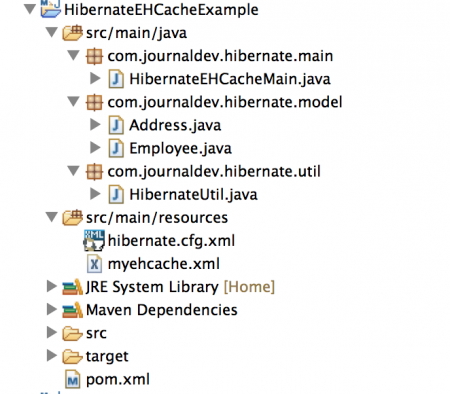 HibernateEHCacheExample
src/main/java
com.journaldev.hibernate.main
HibernateEHCacheMain.java
com.journaldev.hibernate.model
Address.java
Employee.java
com.journaldev.hibernate.util
HibernateUtil.java
src/main/resources
hibernate.cfg.xml
myehcache.xml
JRE System Library [Home]
Maven Dependencies
src
target
pom.xml